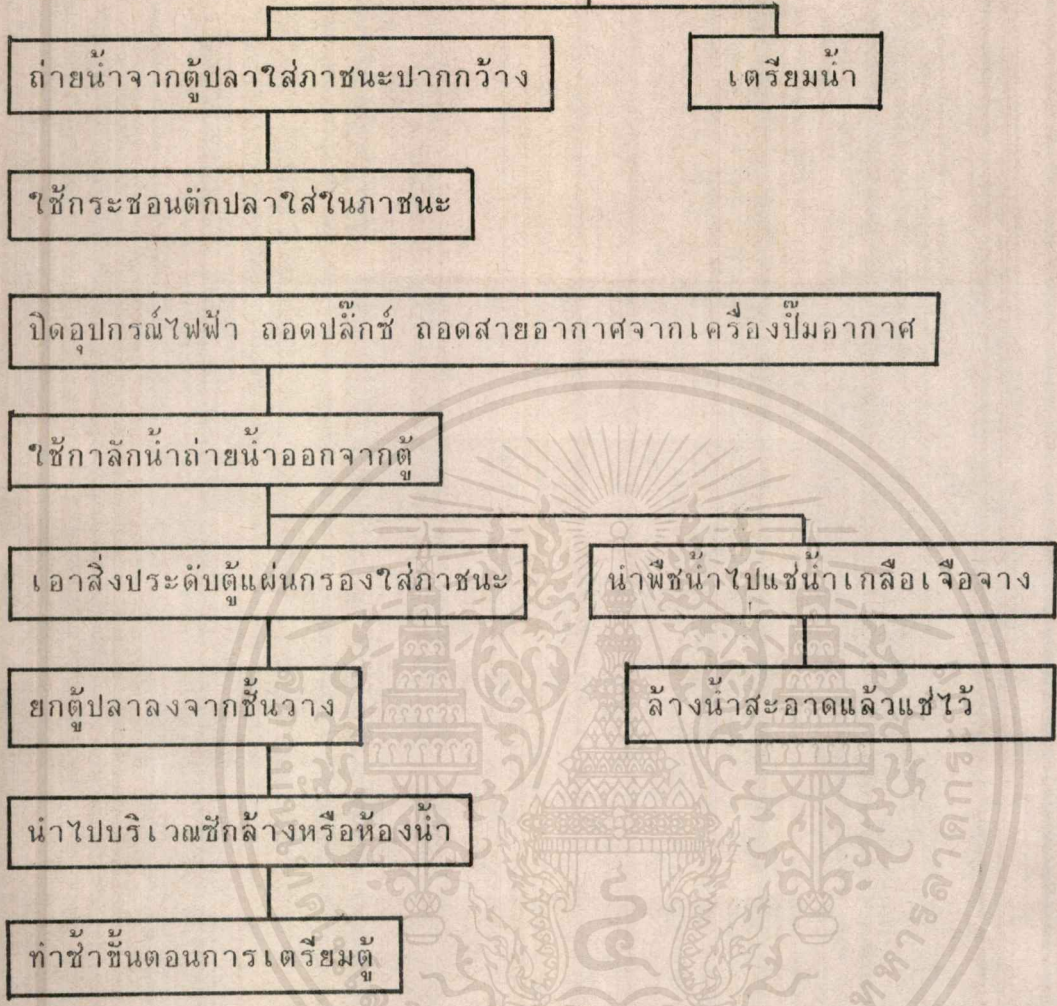 ถ่ายน้ำจากตู้ปลาใส่ภาชนะปากกว้าง
เตรียมน้ำ
ใช้กระชอนตักปลาใส่ในภาชนะ
ปิดอุปกรณ์ไฟฟ้า ถอดปลั๊กซ์ ถอดสายอากาศจากเครื่องปั๊มอากาศ
ใช้กาลักน้ำถ่ายน้ำออกจากตู้
เอาสิ่งประดับตู้แผ่นกรองใส่ภาชนะ
นำพืชน้ำไปแช่น้ำเกลือเจือจาง
ยกตู้ปลาลงจากชั้นวาง
ล้างน้ำสะอาดแล้วแช่ไว้
นำไปบริเวณซักล้างหรือห้องน้ำ
ทำซ้ำขั้นตอนการเตรียมตู้